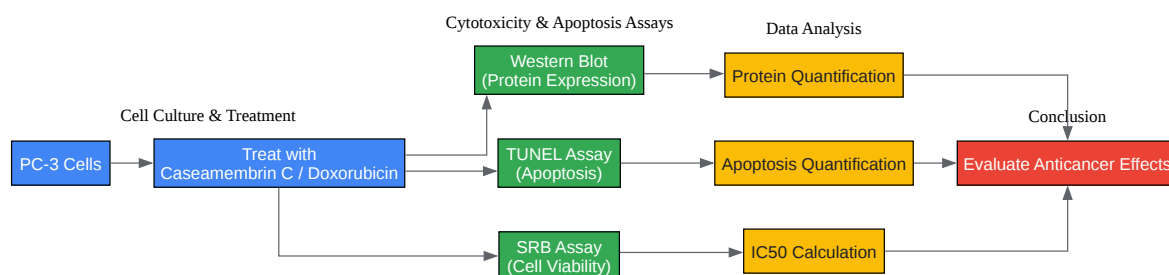 Cytotoxicity & Apoptosis Assays
Data Analysis
Western Blot
(Protein Expression)
Protein Quantification
Cell Culture & Treatment
Conclusion
PC-3 Cells
Treat with
Caseamembrin C / Doxorubicin
TUNEL Assay
(Apoptosis)
Apoptosis Quantification
Evaluate Anticancer Effects
SRB Assay
(Cell Viability)
IC50 Calculation